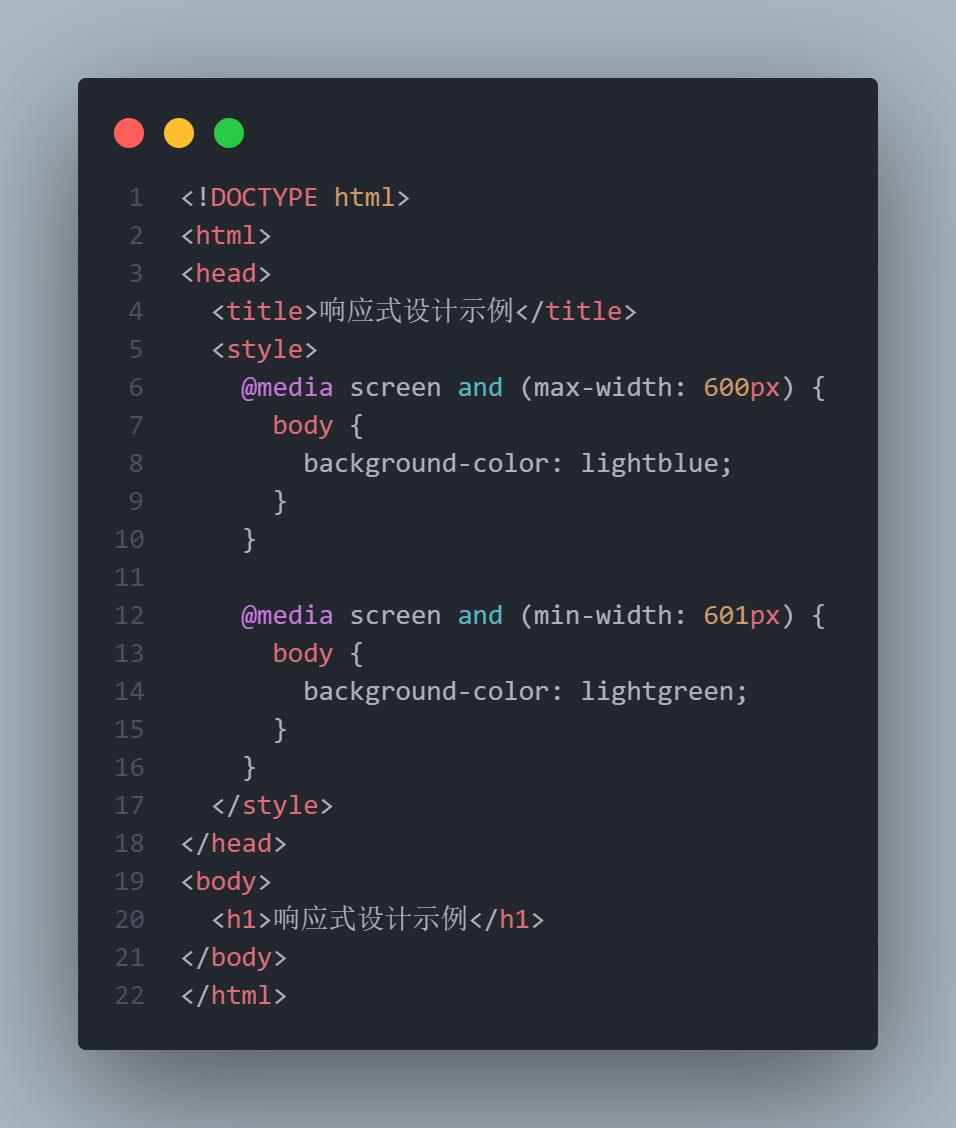 1 <!DOCTYPE html>
2 <html>
3 <head>
4   <title>响应式设计示例</title>
5   <style>
6     @media screen and (max-width: 600px) {
7       body {
8         background-color: lightblue;
9       }
10     }
11
12     @media screen and (min-width: 601px) {
13       body {
14         background-color: lightgreen;
15       }
16     }
17   </style>
18 </head>
19 <body>
20   <h1>响应式设计示例</h1>
21 </body>
22 </html>